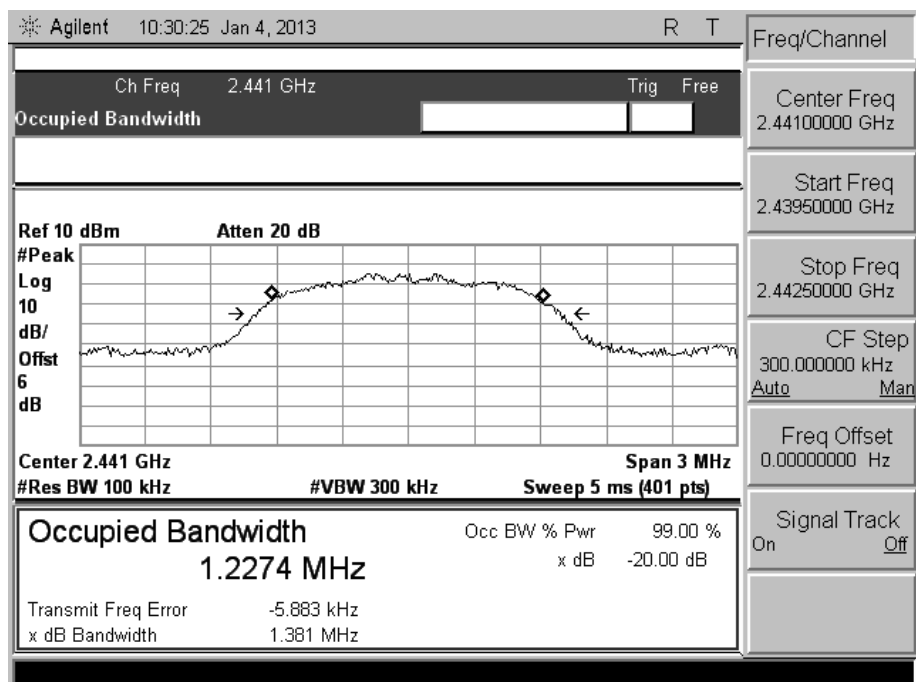 Agilent 10:30:25 Jan 4, 2013 R T
Ch Freq 2.441 GHz Trig Free
Occupied Bandwidth
Ref 10 dBm Atten 20 dB
#Peak
Log
10
dB/
Offst
6
dB
Center 2.441 GHz Span 3 MHz
#Res BW 100 kHz #VBW 300 kHz Sweep 5 ms (401 pts)
Occupied Bandwidth Occ BW % Pwr 99.00 %
1.2274 MHz x dB -20.00 dB
Transmit Freq Error -5.883 kHz
x dB Bandwidth 1.381 MHz
Freq/Channel
Center Freq
2.44100000 GHz
Start Freq
2.43950000 GHz
Stop Freq
2.44250000 GHz
CF Step
300.000000 kHz
Auto Man
Freq Offset
0.00000000 Hz
Signal Track
On Off